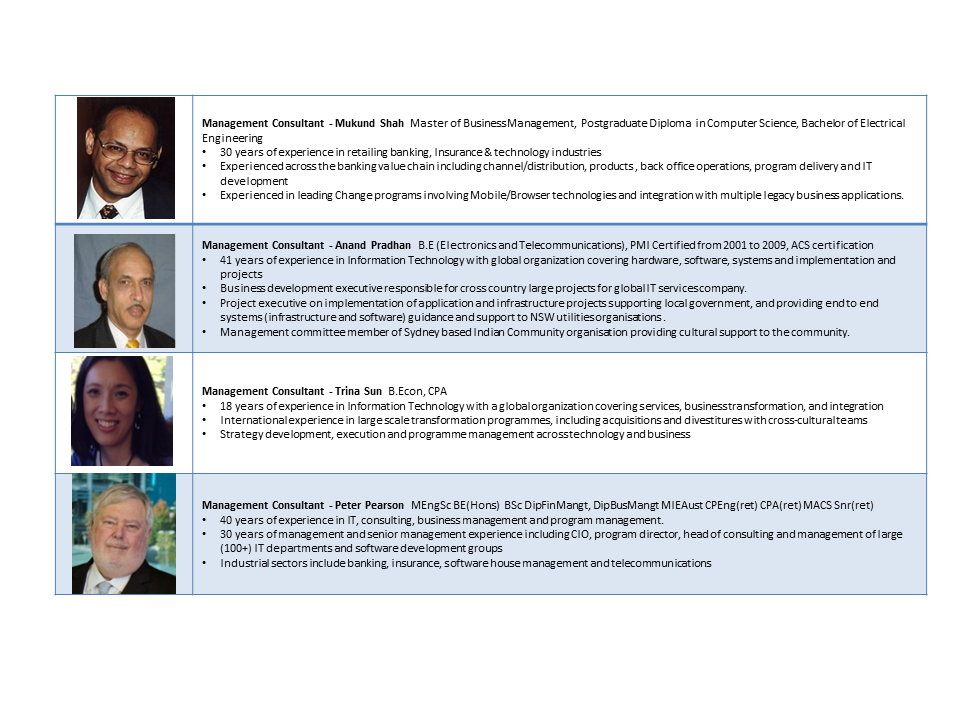 Management Consultant - Mukund Shah Master of Business Management, Postgraduate Diploma in Computer Science, Bachelor of Electrical
Engineering
• 30 years of experience in retailing banking, Insurance & technology industries
• Experienced across the banking value chain including channel/distribution, products , back office operations, program delivery and IT
development
• Experienced in leading Change programs involving Mobile/Browser technologies and integration with multiple legacy business applications.
Management Consultant - Anand Pradhan B.E (Electronics and Telecommunications), PMI Certified from 2001 to 2009, ACS certification
• 41 years of experience in Information Technology with global organization covering hardware, software, systems and implementation and
projects
• Business development executive responsible for cross country large projects for global IT services company.
• Project executive on implementation of application and infrastructure projects supporting local government, and providing end to end
systems (infrastructure and software) guidance and support to NSW utilities organisations .
• Management committee member of Sydney based Indian Community organisation providing cultural support to the community.
Management Consultant - Trina Sun B.Econ, CPA
• 18 years of experience in Information Technology with a global organization covering services, business transformation, and integration
• International experience in large scale transformation programmes, including acquisitions and divestitures with cross-cultural teams
• Strategy development, execution and programme management across technology and business
Management Consultant - Peter Pearson MEngSc BE(Hons) BSc DipFinMangt, DipBusMangt MIEAust CPEng(ret) CPA(ret) MACS Snr(ret)
• 40 years of experience in IT, consulting, business management and program management.
• 30 years of management and senior management experience including CIO, program director, head of consulting and management of large
(100+) IT departments and software development groups
• Industrial sectors include banking, insurance, software house management and telecommunications